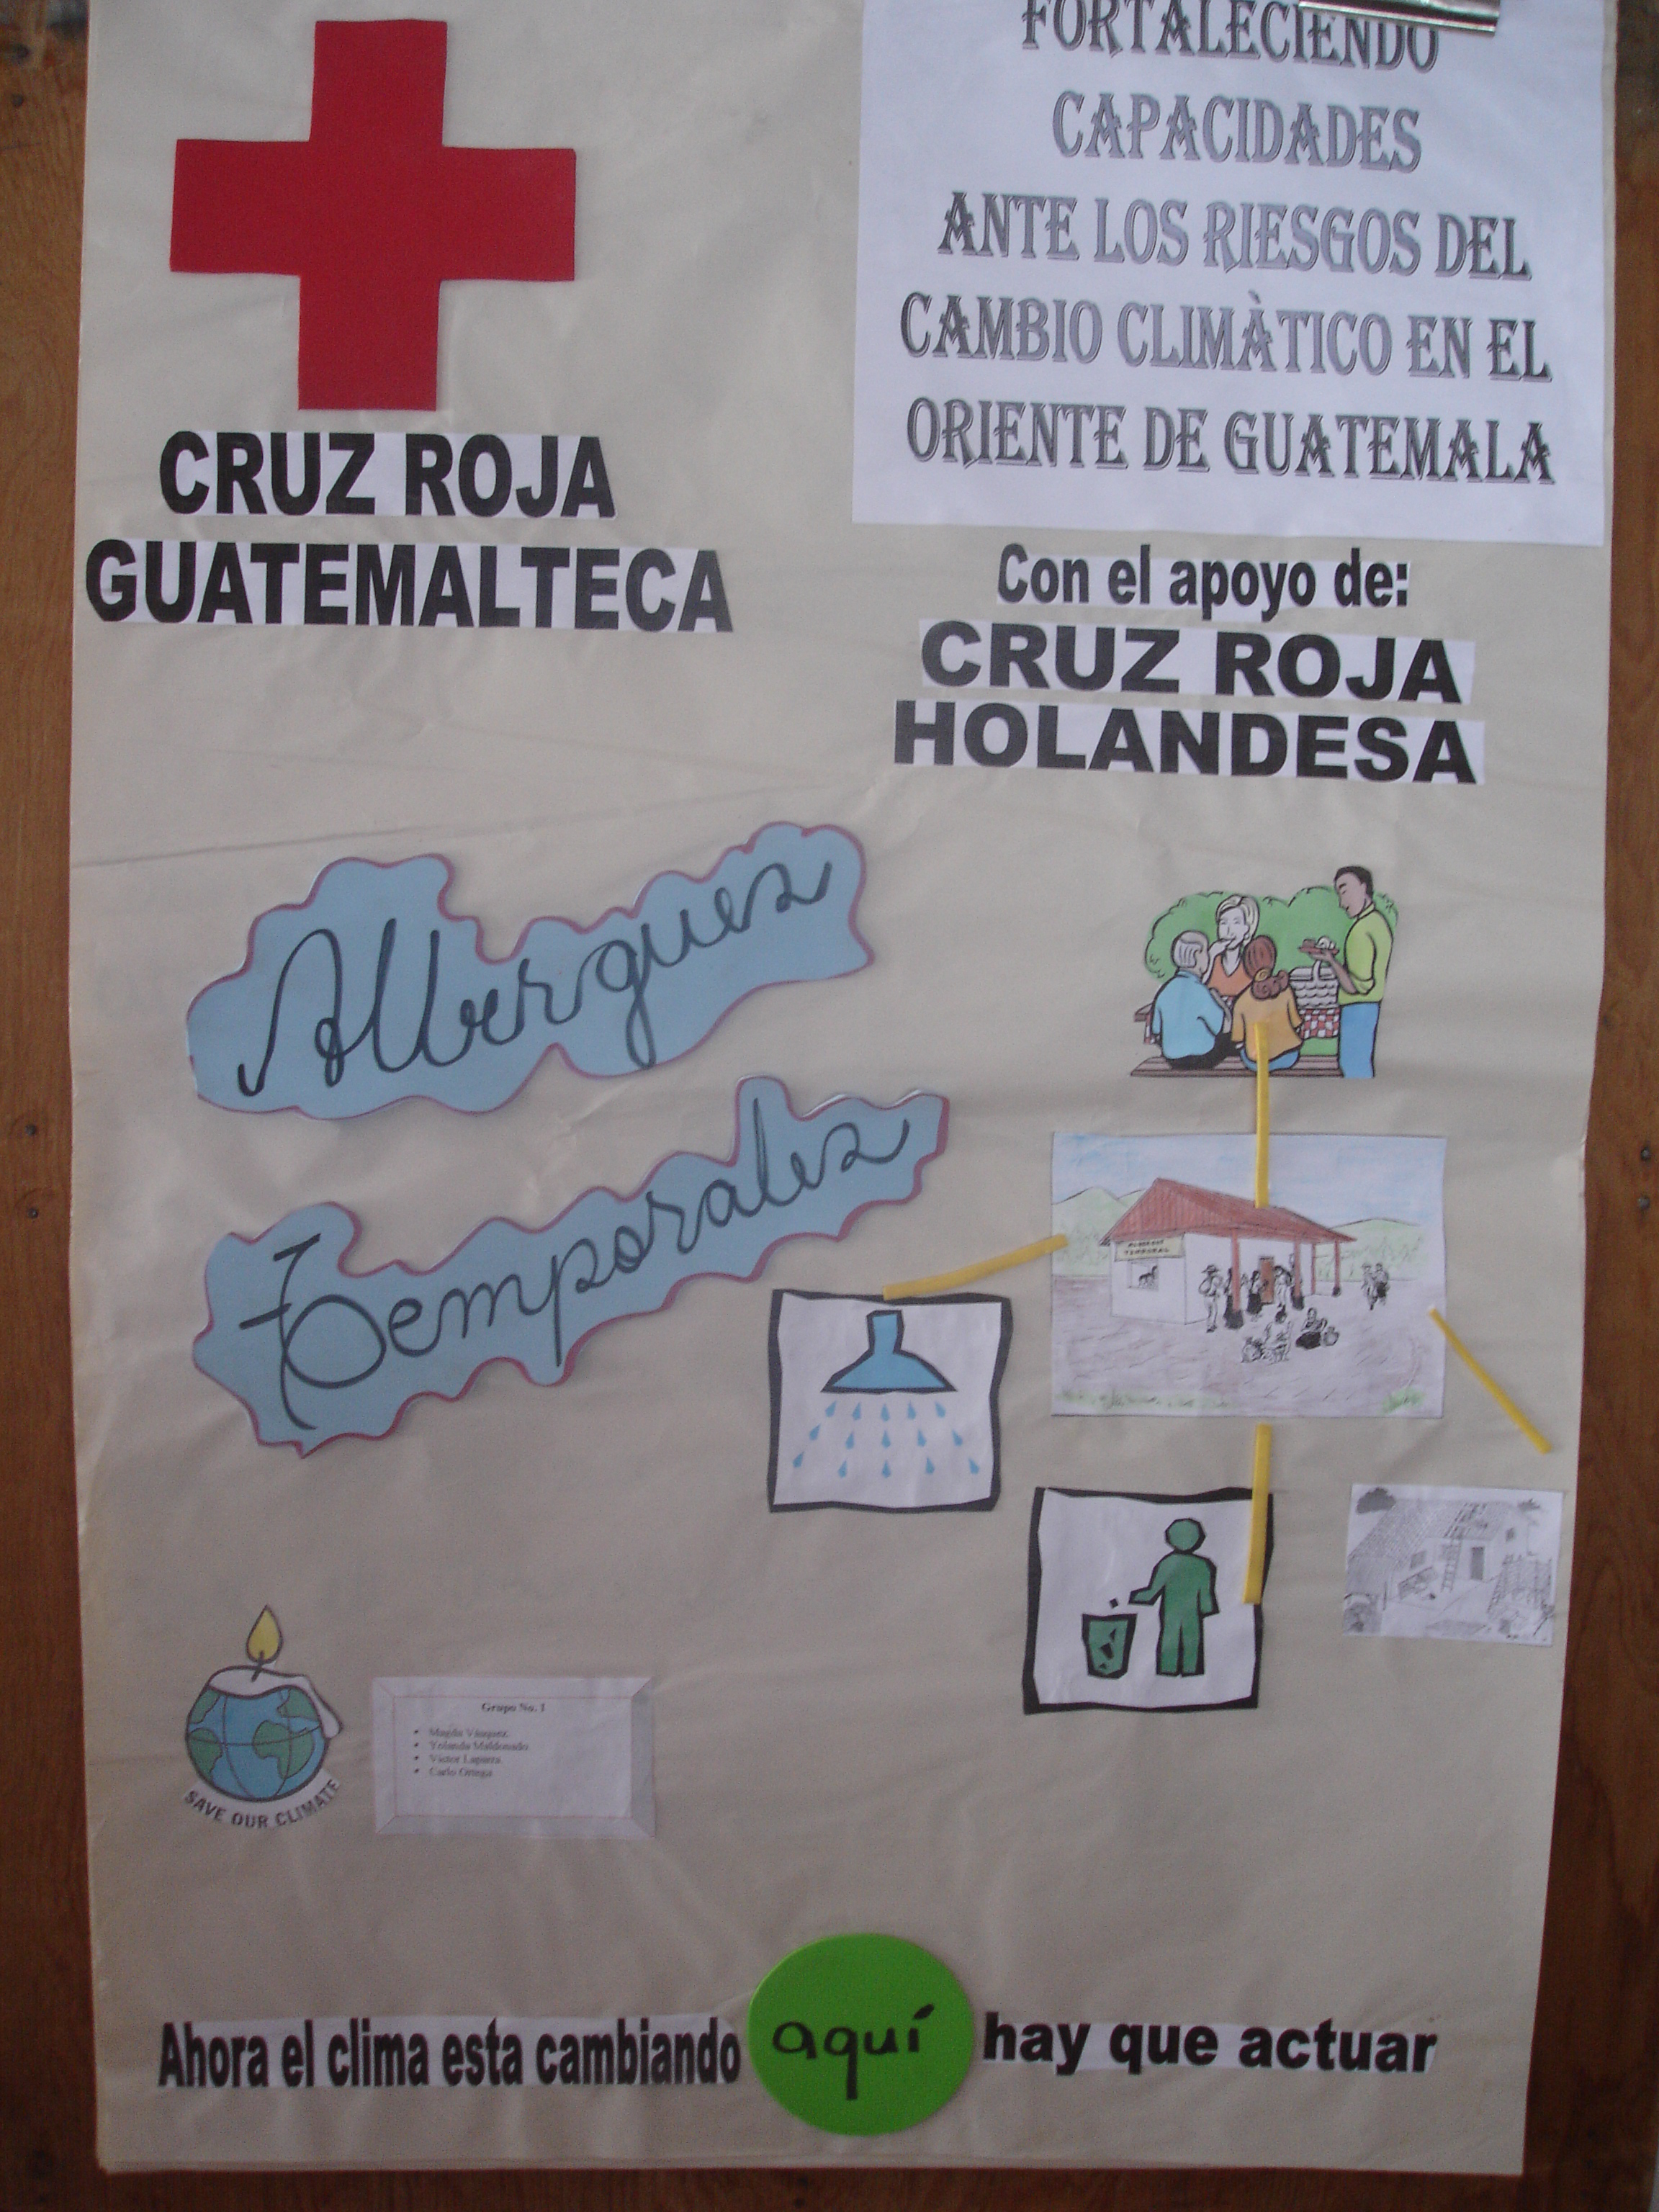 CRUZ ROJA
GUATEMALTECA
FORTALECIENDO
CAPACIDADES
ANTE LOS RIESGOS DEL
CAMBIO CLIMÀTICO EN EL
ORIENTE DE GUATEMALA
Con el apoyo de:
CRUZ ROJA
HOLANDESA
Albergues
Temporales
ALBERGUE
TEMPORAL
SAVE OUR CLIMATE
Grupo No. 1
• Magda Vásquez.
• Yolanda Maldonado
• Victor Laparra
• Carlo Ortega
Ahora el clima esta cambiando aquí hay que actuar